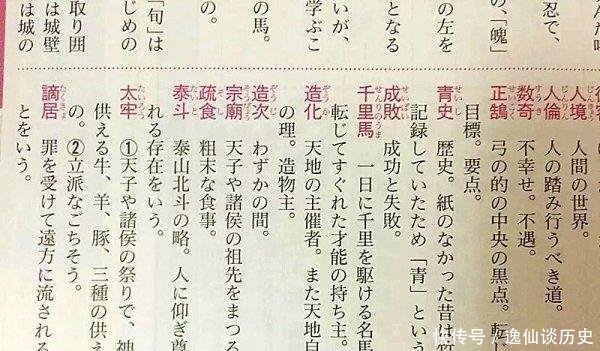 んだ味
忍で、
の「魄」
の左を
となる
いが、
学ぶこ
の馬。
「旬」は
じめの
取り囲
は城壁
は城の
人境 人間の世界。
人倫 人の踏み行うべき道。
数奇 不幸せ。不遇。
正鵠 弓の的の中央の黒点。転じ
目標。要点。
青史 歴史。紙のなかった昔は竹
記録していたため「青」という
成敗 成功と失敗。
千里馬 一日に千里を駆ける名馬
転じてすぐれた才能の持ち主。
造化 天地の主催者。また天地自
の理。造物主。
造次 わずかの間。
宗廟 天子や諸侯の祖先をまつる
疏食 粗末な食事。
泰斗 泰山北斗の略。人に仰ぎ尊
れる存在をいう。
太牢 ①天子や諸侯の祭りで、神
供える牛、羊、豚、三種の供え
の。②立派なごちそう。
謫居 罪を受けて遠方に流される
とをいう。
快传号／逸仙谈历史